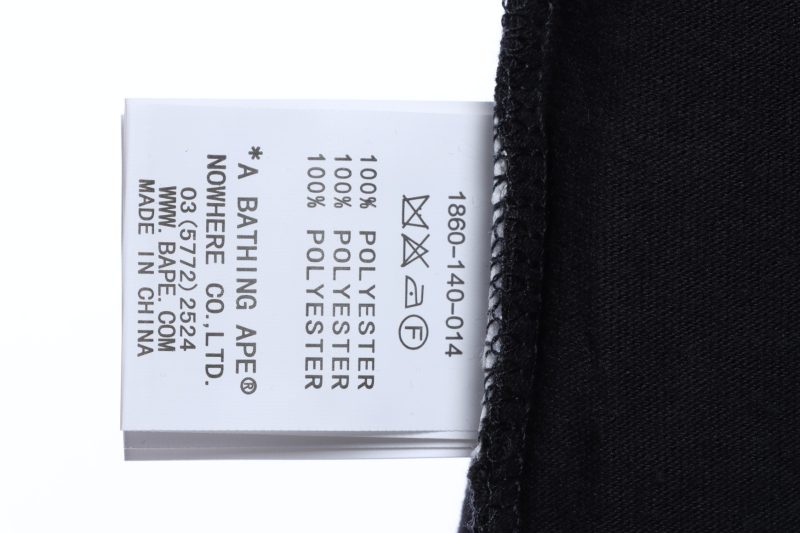 1860-140-014
F
100% POLYESTER
100% POLYESTER
100% POLYESTER
*A BATHING APE®
NOWHERE CO.,LTD.
03(5772)2524
WWW.BAPE.COM
MADE IN CHINA